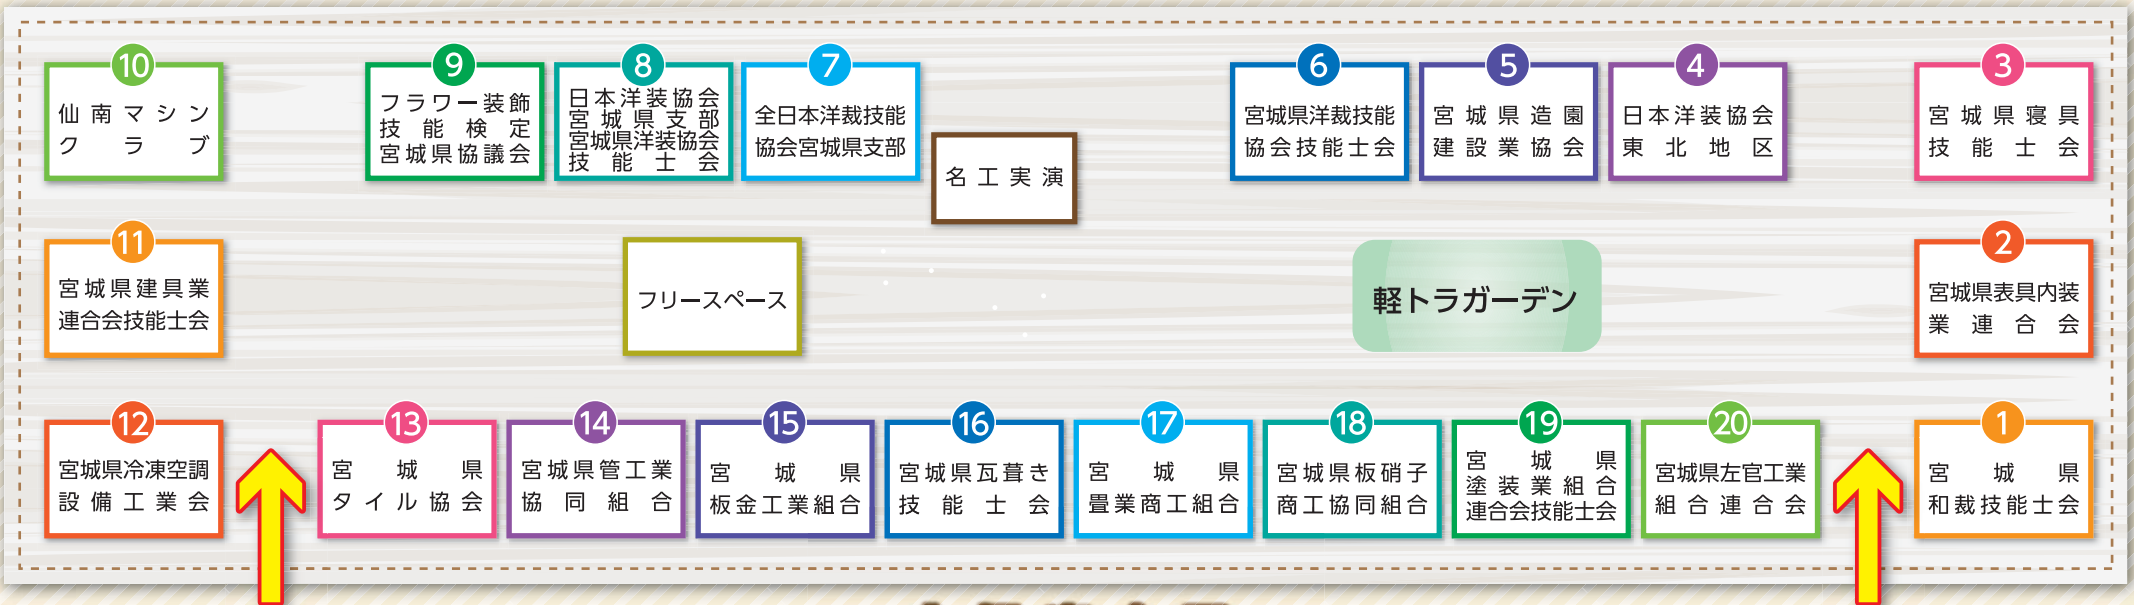 10
仙南マシン
クラブ
9
フラワー装飾
技能検定
宮城県協議会
8
日本洋装協会
宮城県支部
宮城県洋装協会
技能士会
7
全日本洋裁技能
協会宮城県支部
名工実演
6
宮城県洋裁技能
協会技能士会
5
宮城県造園
建設業協会
4
日本洋装協会
東北地区
3
宮城県寝具
技能士会
11
宮城県建具業
連合会技能士会
フリースペース
軽トラガーデン
2
宮城県表具内装
業連合会
12
宮城県冷凍空調
設備工業会
13
宮城県
タイル協会
14
宮城県管工業
協同組合
15
宮城県
板金工業組合
16
宮城県瓦葺き
技能士会
17
宮城県
畳業商工組合
18
宮城県板硝子
商工協同組合
19
宮城県
塗装業組合
連合会技能士会
20
宮城県左官工業
組合連合会
1
宮城県
和裁技能士会